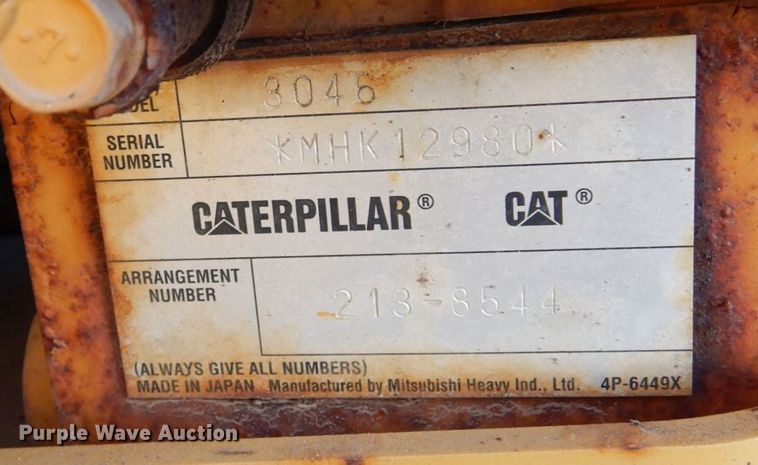 7
3046
SERIAL
NUMBER
*MHK12980*
CATERPILLAR® CAT®
ARRANGEMENT
NUMBER
213-8544
(ALWAYS GIVE ALL NUMBERS)
MADE IN JAPAN Manufactured by Mitsubishi Heavy Ind., Ltd. 4P-6449X
Purple Wave Auction